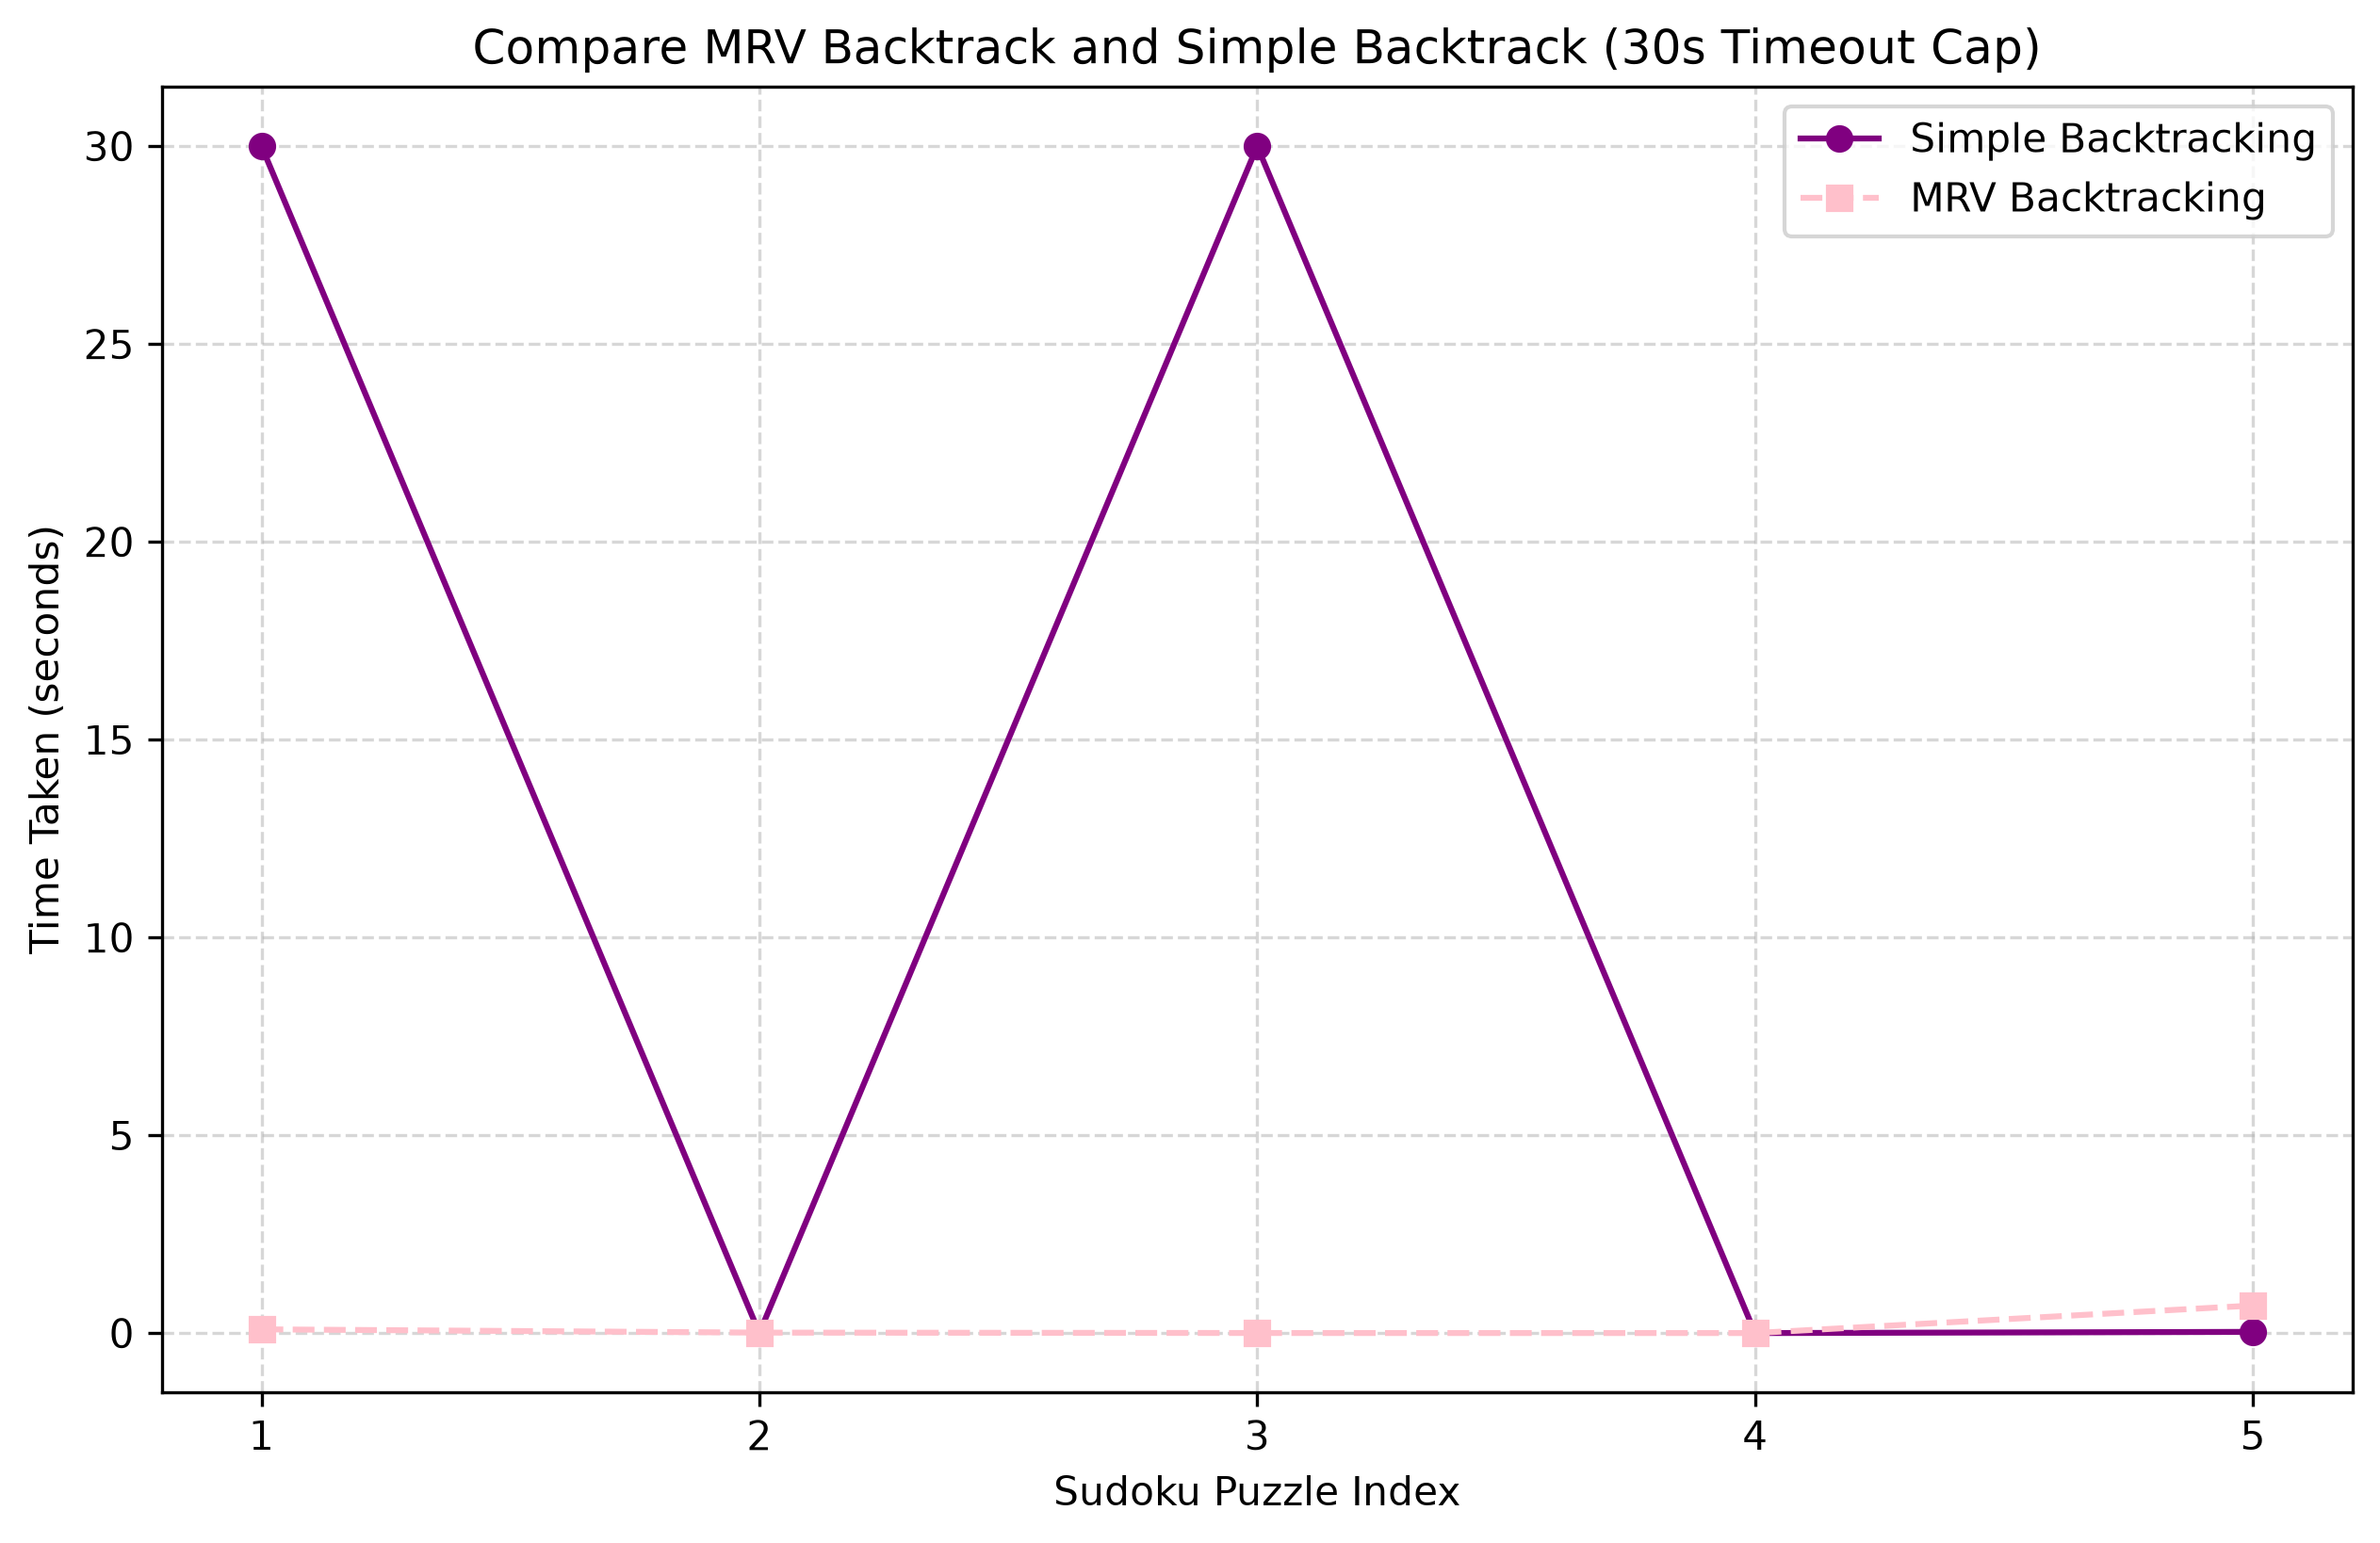 Compare MRV Backtrack and Simple Backtrack (30s Timeout Cap)
Simple Backtracking
MRV Backtracking
Time Taken (seconds)
30
25
20
15
10
5
0
1 2 3 4 5
Sudoku Puzzle Index